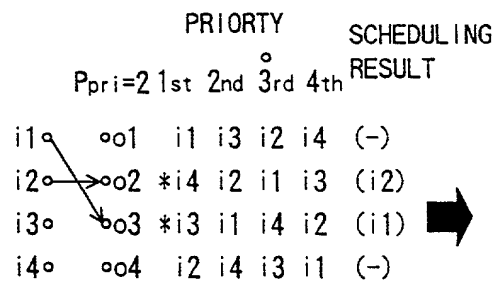 PRIORTY
SCHEDULING
RESULT
Ppri=2 1st 2nd 3rd 4th
i1 o1 i1 i3 i2 i4 (-)
i2 o2 *i4 i2 i1 i3 (i2)
i3 o3 *i3 i1 i4 i2 (i1)
i4 o4 i2 i4 i3 i1 (-)